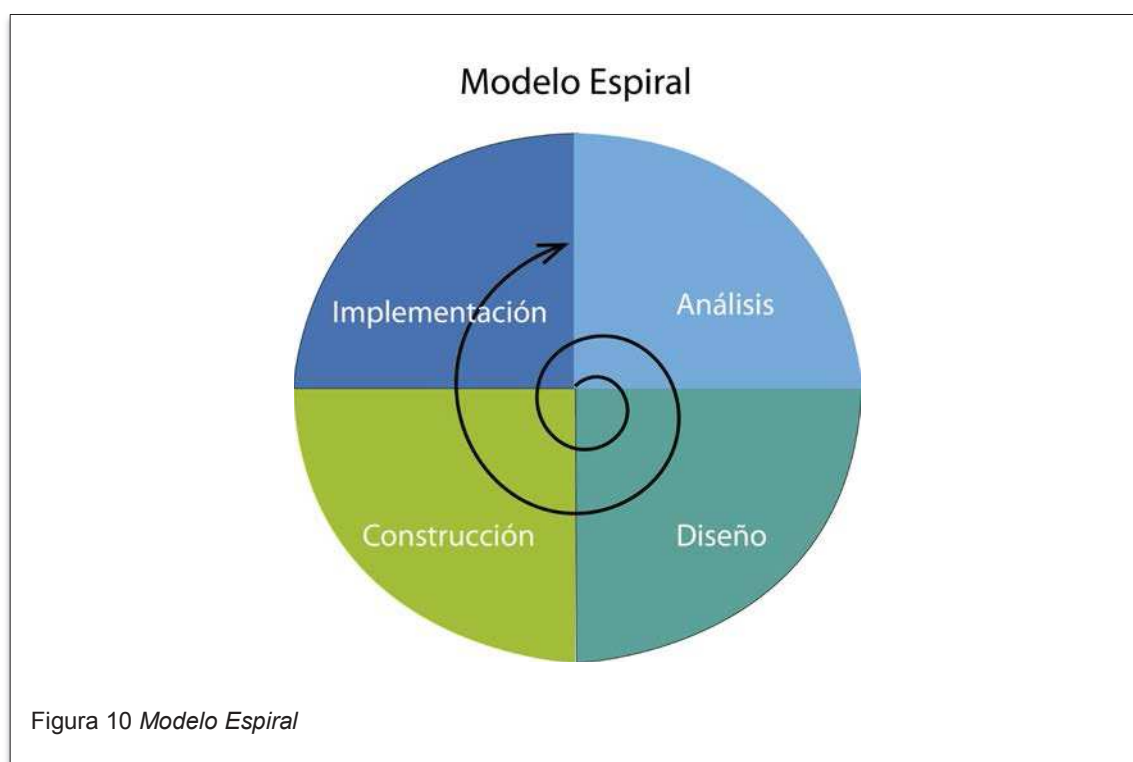 Modelo Espiral
Implementación
Análisis
Construcción
Diseño
Figura 10 Modelo Espiral